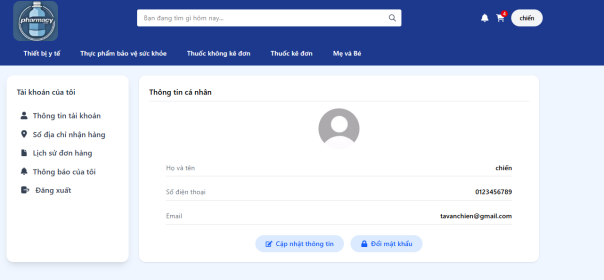 pharmacy
Bạn đang tìm gì hôm nay...
4
chiến
Thiết bị y tế
Thực phẩm bảo vệ sức khỏe
Thuốc không kê đơn
Thuốc kê đơn
Mẹ và Bé
Tài khoản của tôi
Thông tin tài khoản
Sổ địa chỉ nhận hàng
Lịch sử đơn hàng
Thông báo của tôi
Đăng xuất
Thông tin cá nhân
Họ và tên chiến
Số điện thoại 0123456789
Email tavanchien@gmail.com
Cập nhật thông tin
Đổi mật khẩu